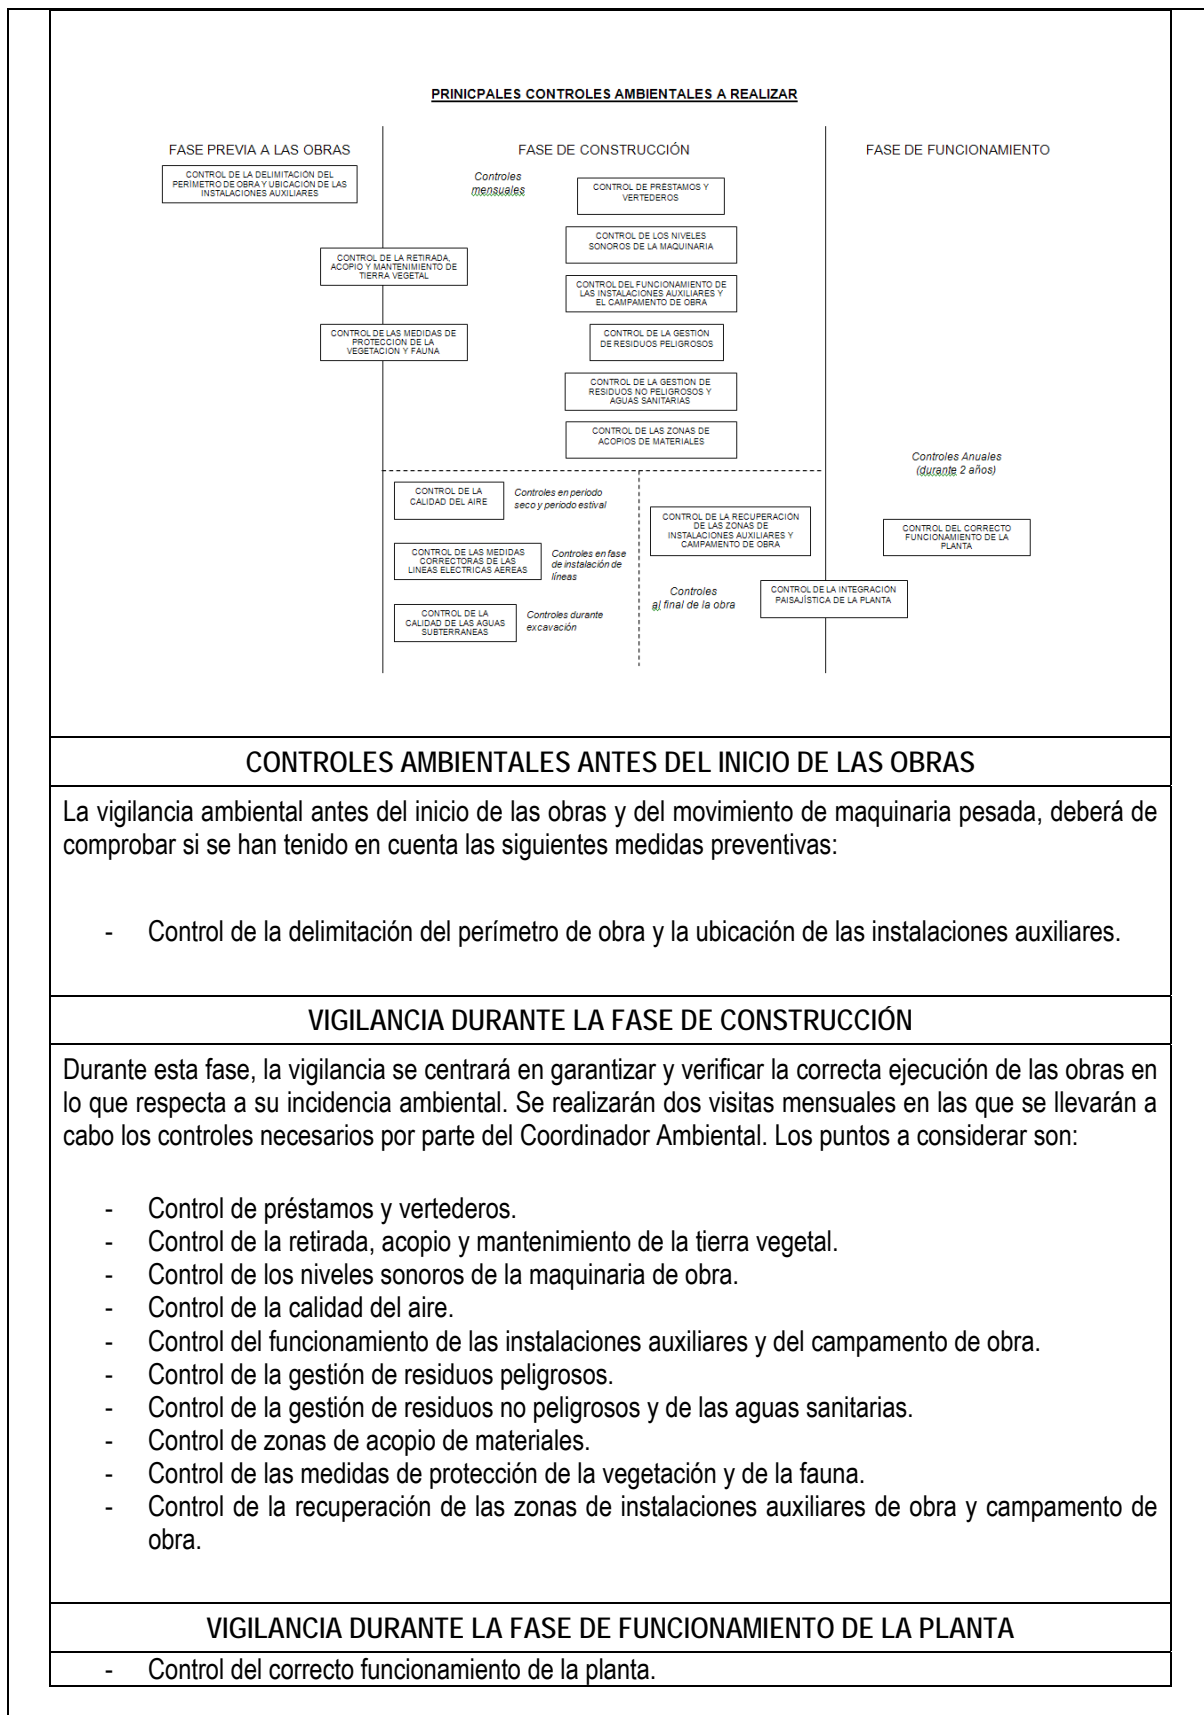 PRINICPALES CONTROLES AMBIENTALES A REALIZAR
FASE PREVIA A LAS OBRAS
CONTROL DE LA DELIMITACIÓN DEL
PERÍMETRO DE OBRA Y UBICACIÓN DE LAS
INSTALACIONES AUXILIARES
CONTROL DE LA RETIRADA,
ACOPIO Y MANTENIMIENTO DE
TIERRA VEGETAL
CONTROL DE LAS MEDIDAS DE
PROTECCION DE LA
VEGETACION Y FAUNA
FASE DE CONSTRUCCIÓN
Controles
mensuales
CONTROL DE PRÉSTAMOS Y
VERTEDEROS
CONTROL DE LOS NIVELES
SONOROS DE LA MAQUINARIA
CONTROL DEL FUNCIONAMIENTO DE
LAS INSTALACIONES AUXILIARES Y
EL CAMPAMENTO DE OBRA
CONTROL DE LA GESTIÓN
DE RESIDUOS PELIGROSOS
CONTROL DE LA GESTION DE
RESIDUOS NO PELIGROSOS Y
AGUAS SANITARIAS
CONTROL DE LAS ZONAS DE
ACOPIOS DE MATERIALES
CONTROL DE LA
CALIDAD DEL AIRE
Controles en periodo
seco y periodo estival
CONTROL DE LAS MEDIDAS
CORRECTORAS DE LAS
LINEAS ELECTRICAS AEREAS
Controles en fase
de instalación de
líneas
CONTROL DE LA
CALIDAD DE LAS AGUAS
SUBTERRANEAS
Controles durante
excavación
CONTROL DE LA RECUPERACIÓN
DE LAS ZONAS DE
INSTALACIONES AUXILIARES Y
CAMPAMENTO DE OBRA
Controles
al final de la obra
CONTROL DE LA INTEGRACIÓN
PAISAJÍSTICA DE LA PLANTA
FASE DE FUNCIONAMIENTO
Controles Anuales
(durante 2 años)
CONTROL DEL CORRECTO
FUNCIONAMIENTO DE LA
PLANTA
CONTROLES AMBIENTALES ANTES DEL INICIO DE LAS OBRAS
La vigilancia ambiental antes del inicio de las obras y del movimiento de maquinaria pesada, deberá de
comprobar si se han tenido en cuenta las siguientes medidas preventivas:
- Control de la delimitación del perímetro de obra y la ubicación de las instalaciones auxiliares.
VIGILANCIA DURANTE LA FASE DE CONSTRUCCIÓN
Durante esta fase, la vigilancia se centrará en garantizar y verificar la correcta ejecución de las obras en
lo que respecta a su incidencia ambiental. Se realizarán dos visitas mensuales en las que se llevarán a
cabo los controles necesarios por parte del Coordinador Ambiental. Los puntos a considerar son:
- Control de préstamos y vertederos.
- Control de la retirada, acopio y mantenimiento de la tierra vegetal.
- Control de los niveles sonoros de la maquinaria de obra.
- Control de la calidad del aire.
- Control del funcionamiento de las instalaciones auxiliares y del campamento de obra.
- Control de la gestión de residuos peligrosos.
- Control de la gestión de residuos no peligrosos y de las aguas sanitarias.
- Control de zonas de acopio de materiales.
- Control de las medidas de protección de la vegetación y de la fauna.
- Control de la recuperación de las zonas de instalaciones auxiliares de obra y campamento de
obra.
VIGILANCIA DURANTE LA FASE DE FUNCIONAMIENTO DE LA PLANTA
- Control del correcto funcionamiento de la planta.